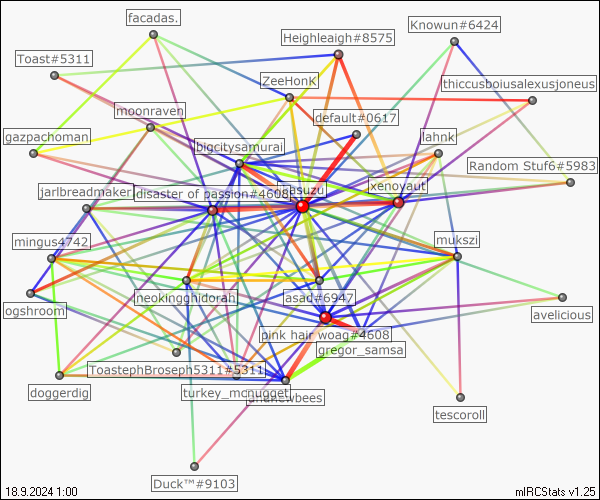 facadas.
Knowun#6424
Heighleaigh#8575
Toast#5311
ZeeHonK
thiccusboiusalexusjoneus
moonraven
default#0617
gazpachoman
bigcitysamurai
lahnk
Random Stuf6#5983
jarlbreadmaker
disaster of passion#4608
xenoyaut
mingus4742
mukszi
ogshroom
neokingghidorah
asad#6947
avelicious
pink hair woag#4608
gregor_samsa
ToastephBroseph5311#5311
doggerdig
turkey_mcnugget
tescoroll
Duck™#9103
18.9.2024 1:00
mIRCStats v1.25